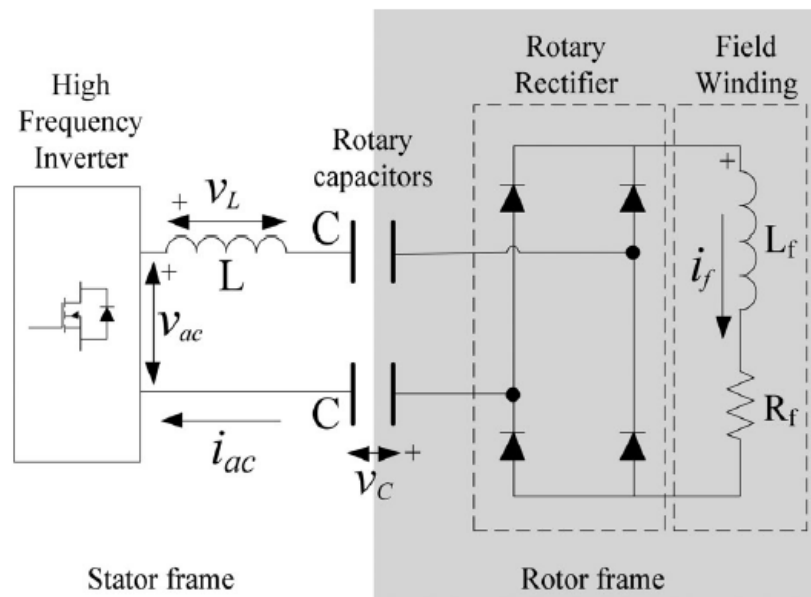 High
Frequency
Inverter
Rotary
capacitors
Rotary
Rectifier
Field
Winding
+
v_L
C
L
+
v_ac
i_ac
C
v_C
+
+
L_f
i_f
R_f
Stator frame
Rotor frame